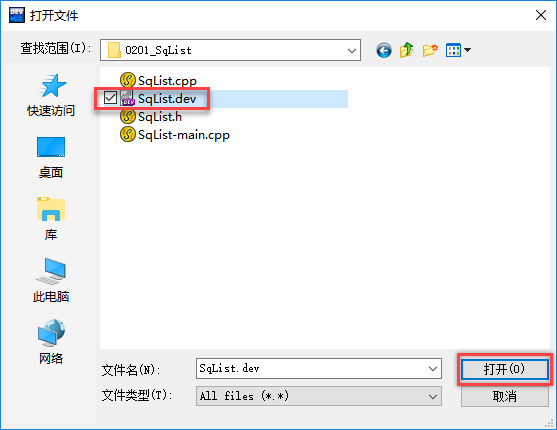 打开文件
查找范围(I):
0201_SqList
SqList.cpp
SqList.dev
SqList.h
SqList-main.cpp
快速访问
桌面
库
此电脑
网络
文件名(N):
SqList.dev
打开(O)
文件类型(T):
All files (*.*)
取消